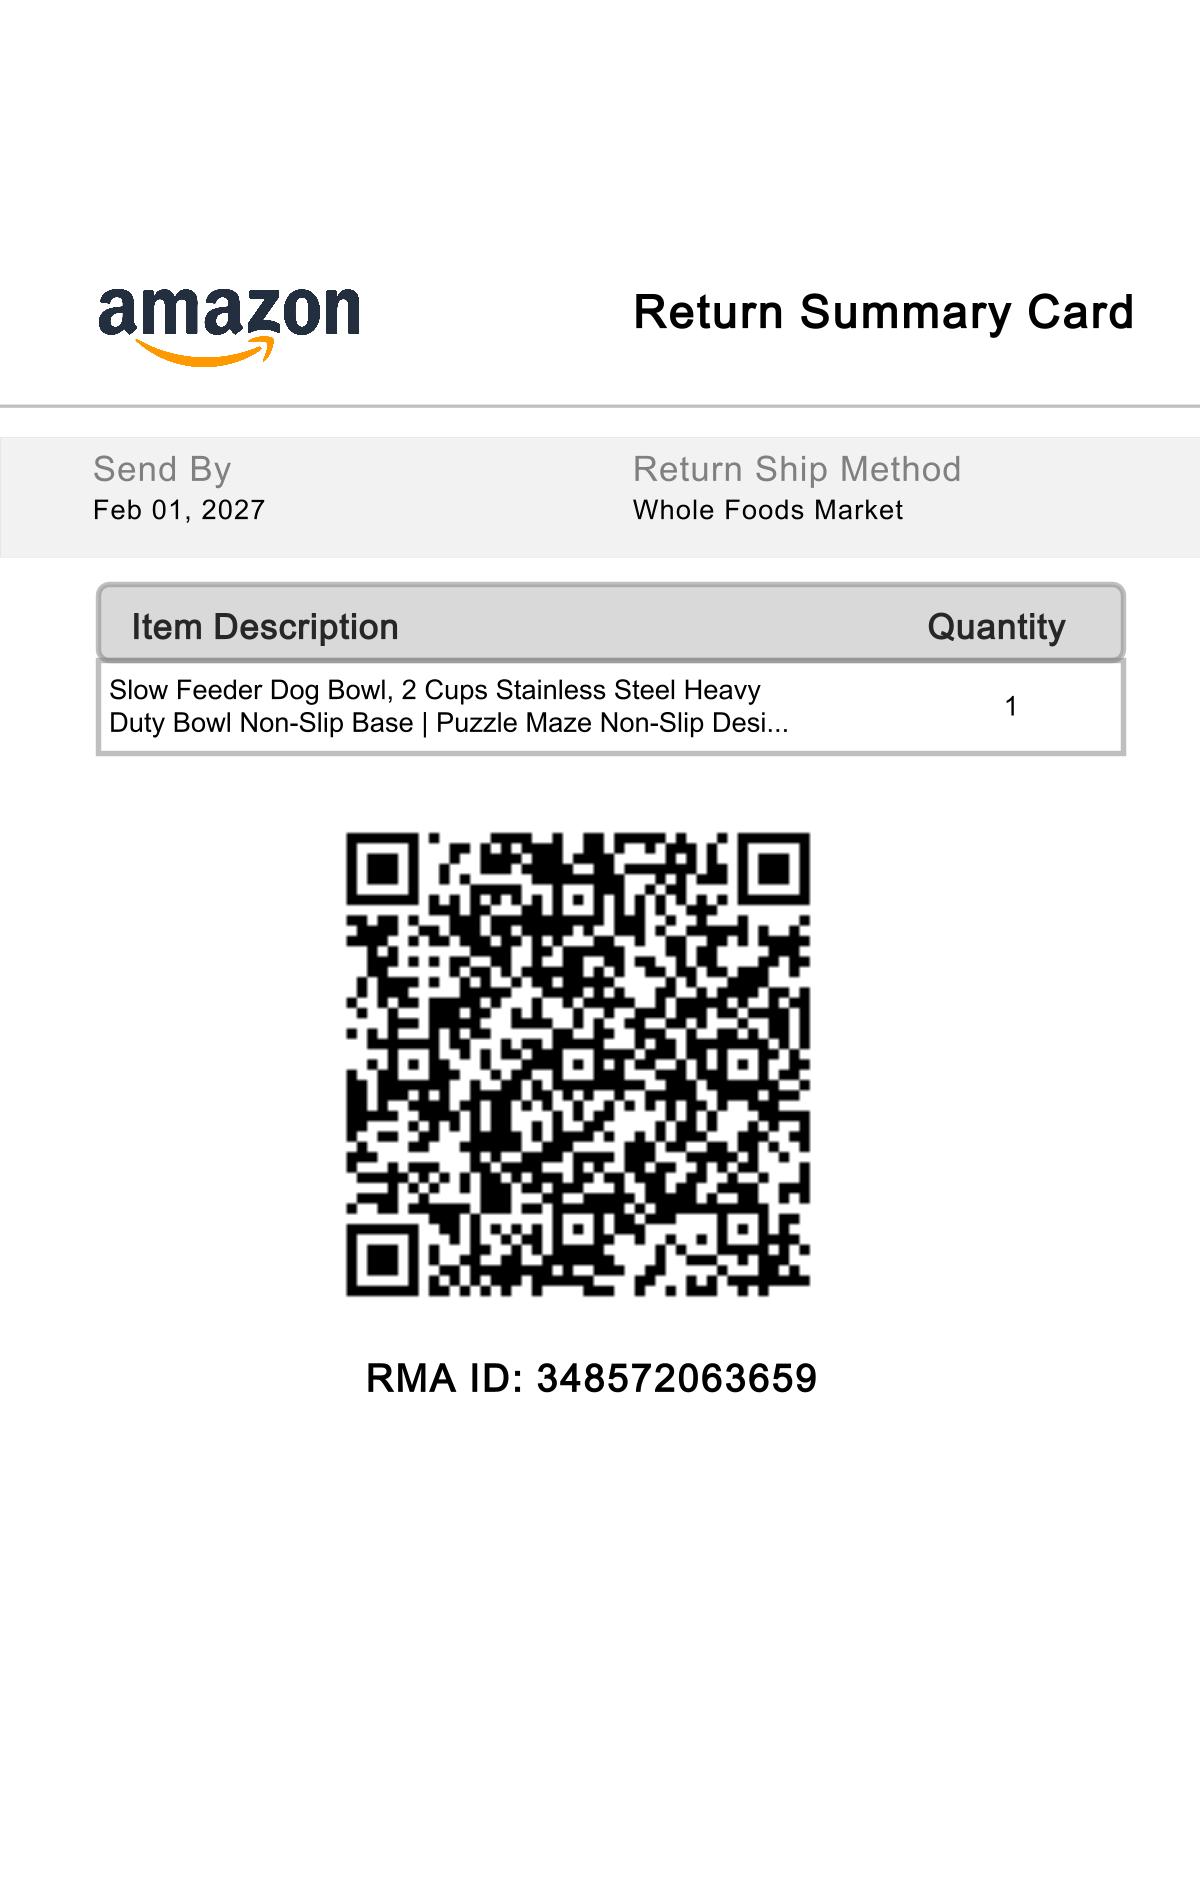 amazon
Return Summary Card
Send By
Return Ship Method
Feb 01, 2027
Whole Foods Market
Item Description
Quantity
Slow Feeder Dog Bowl, 2 Cups Stainless Steel Heavy
Duty Bowl Non-Slip Base | Puzzle Maze Non-Slip Desi...
1
RMA ID: 348572063659